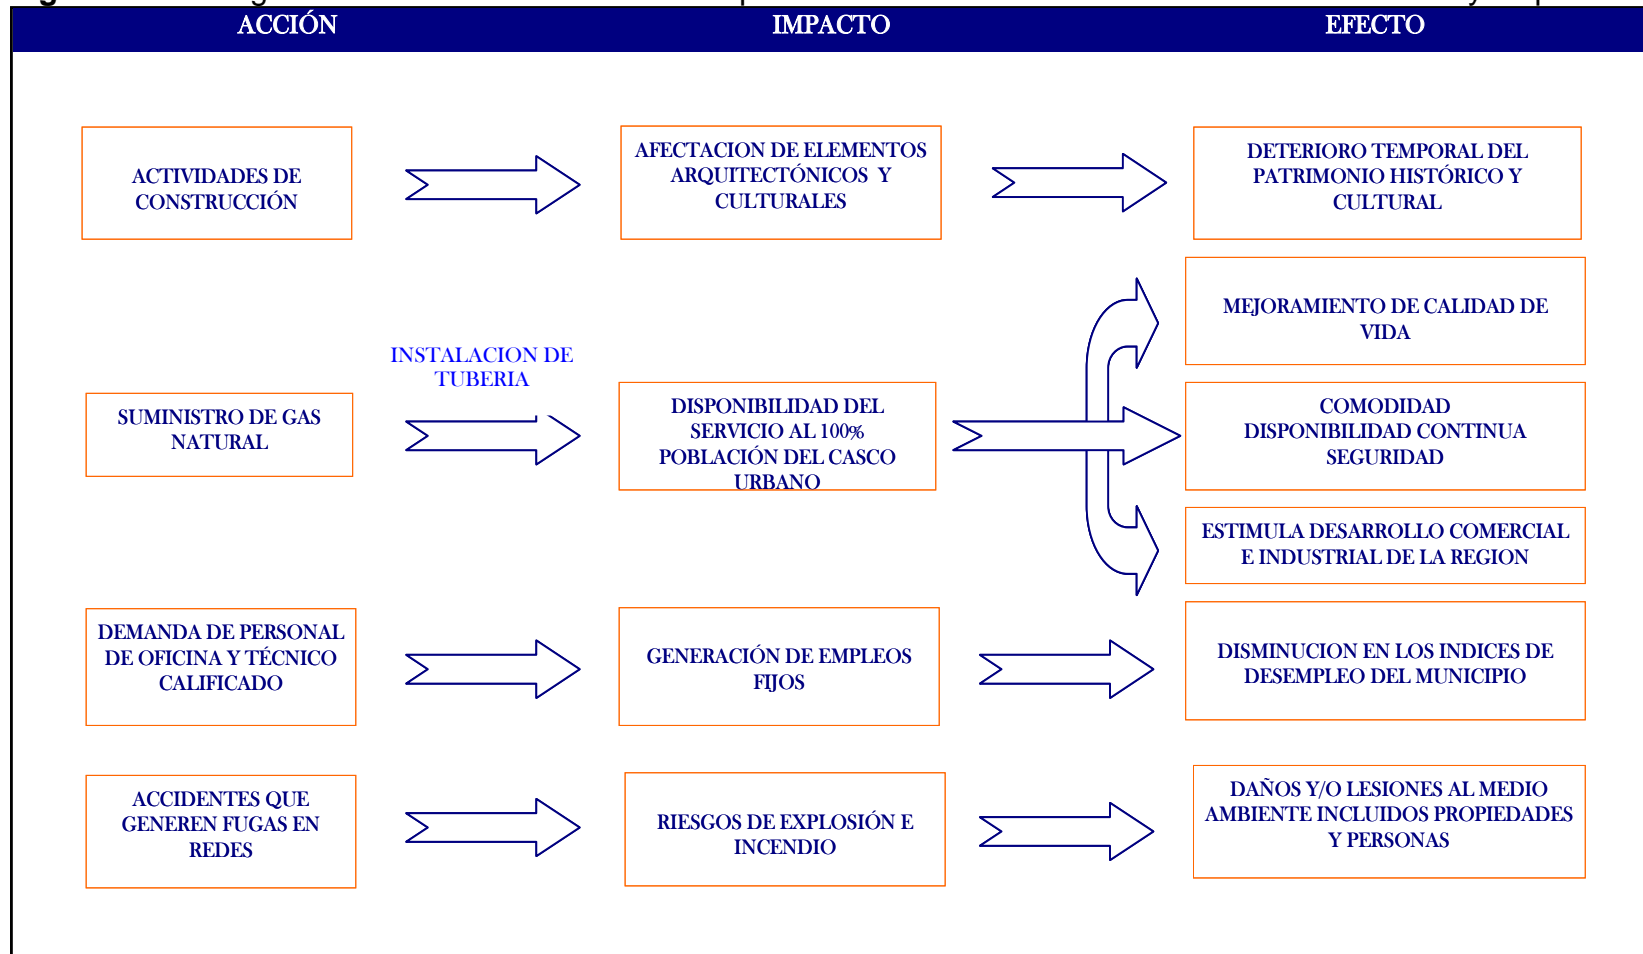 ACCIÓN
IMPACTO
EFECTO
ACTIVIDADES DE
CONSTRUCCIÓN
AFECTACION DE ELEMENTOS
ARQUITECTÓNICOS Y
CULTURALES
DETERIORO TEMPORAL DEL
PATRIMONIO HISTÓRICO Y
CULTURAL
SUMINISTRO DE GAS
NATURAL
INSTALACION DE
TUBERIA
DISPONIBILIDAD DEL
SERVICIO AL 100%
POBLACIÓN DEL CASCO
URBANO
MEJORAMIENTO DE CALIDAD DE
VIDA
COMODIDAD
DISPONIBILIDAD CONTINUA
SEGURIDAD
ESTIMULA DESARROLLO COMERCIAL
E INDUSTRIAL DE LA REGION
DEMANDA DE PERSONAL
DE OFICINA Y TÉCNICO
CALIFICADO
GENERACIÓN DE EMPLEOS
FIJOS
DISMINUCION EN LOS INDICES DE
DESEMPLEO DEL MUNICIPIO
ACCIDENTES QUE
GENEREN FUGAS EN
REDES
RIESGOS DE EXPLOSIÓN E
INCENDIO
DAÑOS Y/O LESIONES AL MEDIO
AMBIENTE INCLUIDOS PROPIEDADES
Y PERSONAS